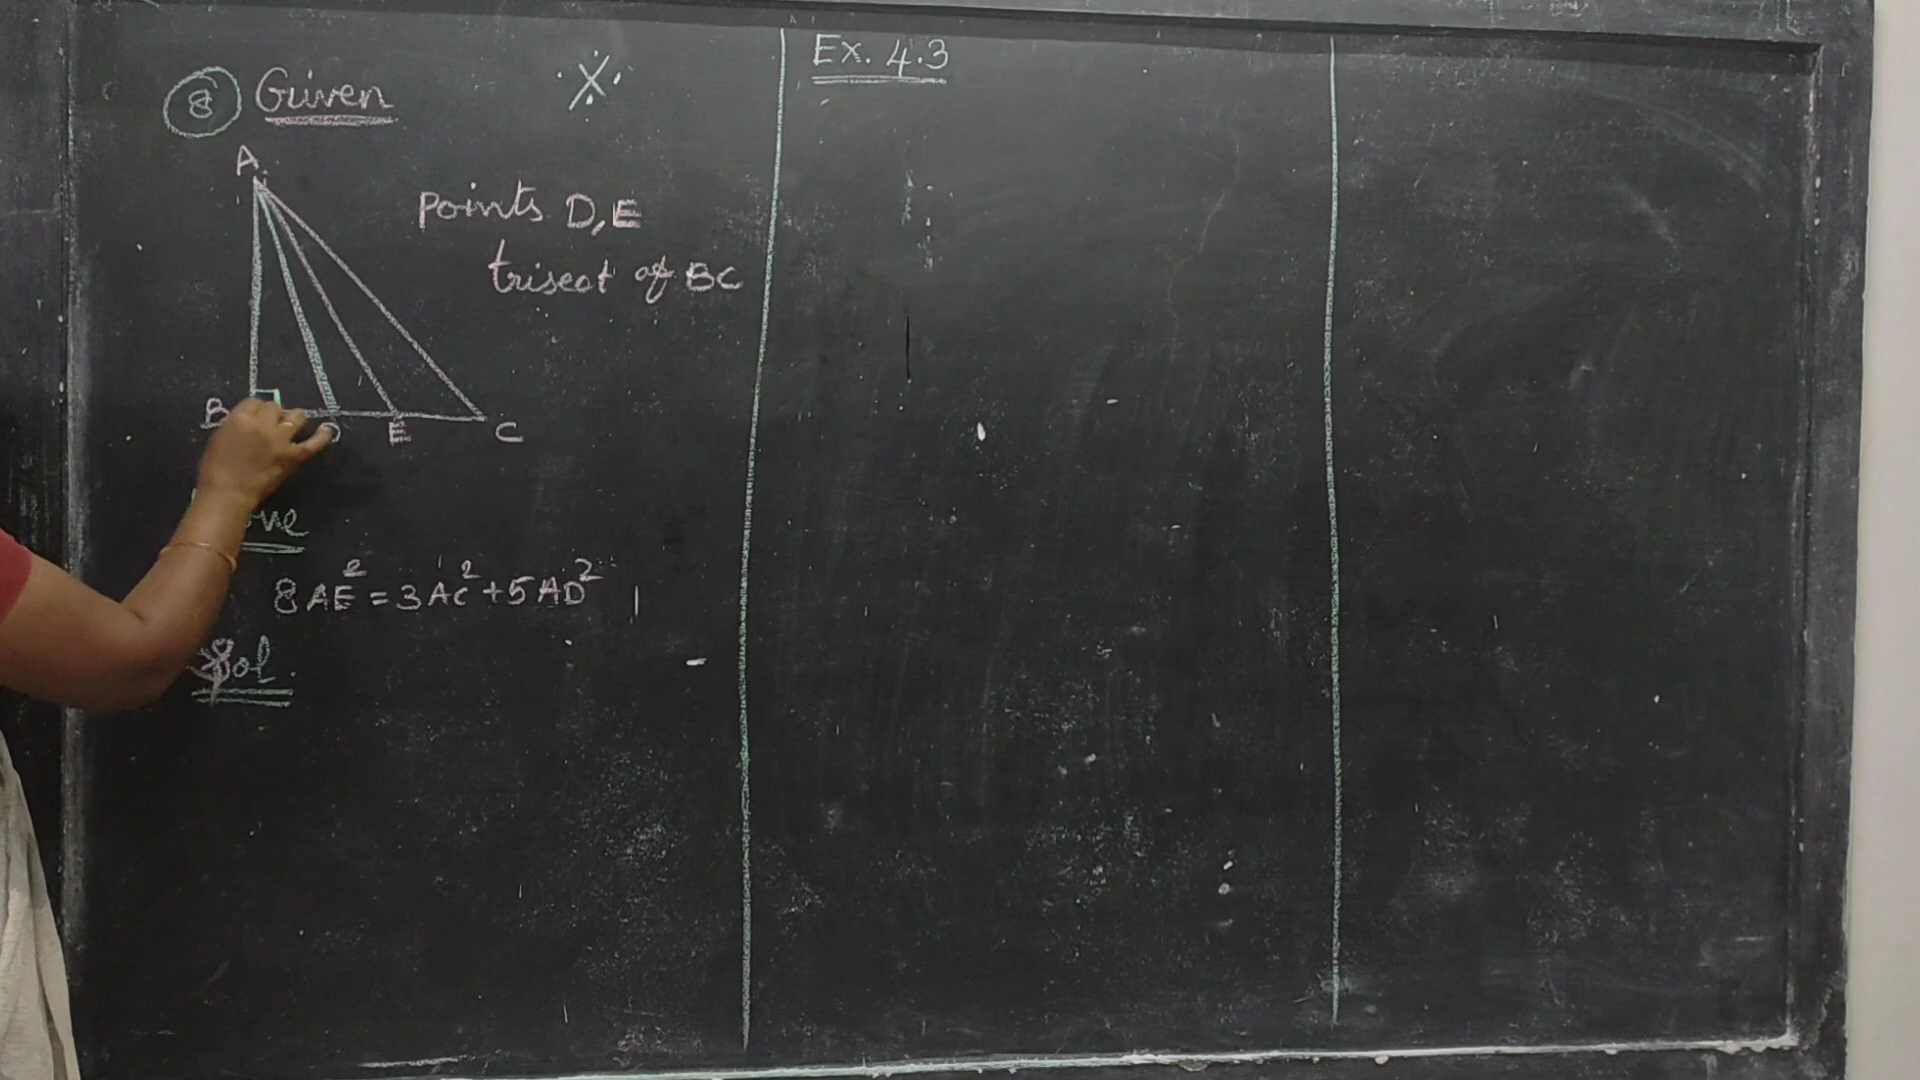 8 Given
X
Ex. 4.3
A
points D, E
trisect of BC
B D E C
8AE² = 3AC² + 5AD²
Sol.